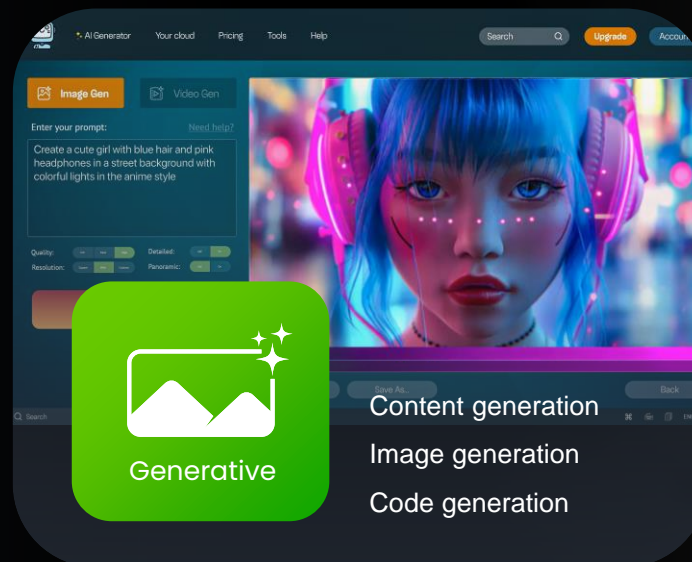 AI Generator
Your cloud
Pricing
Tools
Help
Search
Upgrade
Image Gen
Video Gen
Enter your prompt:
Need help?
Create a cute girl with blue hair and pink
headphones in a street background with
colorful lights in the anime style
Quality:
Detailed:
Resolution:
Panoramic:
Save As...
Back
Search
Generative
Content generation
Image generation
Code generation